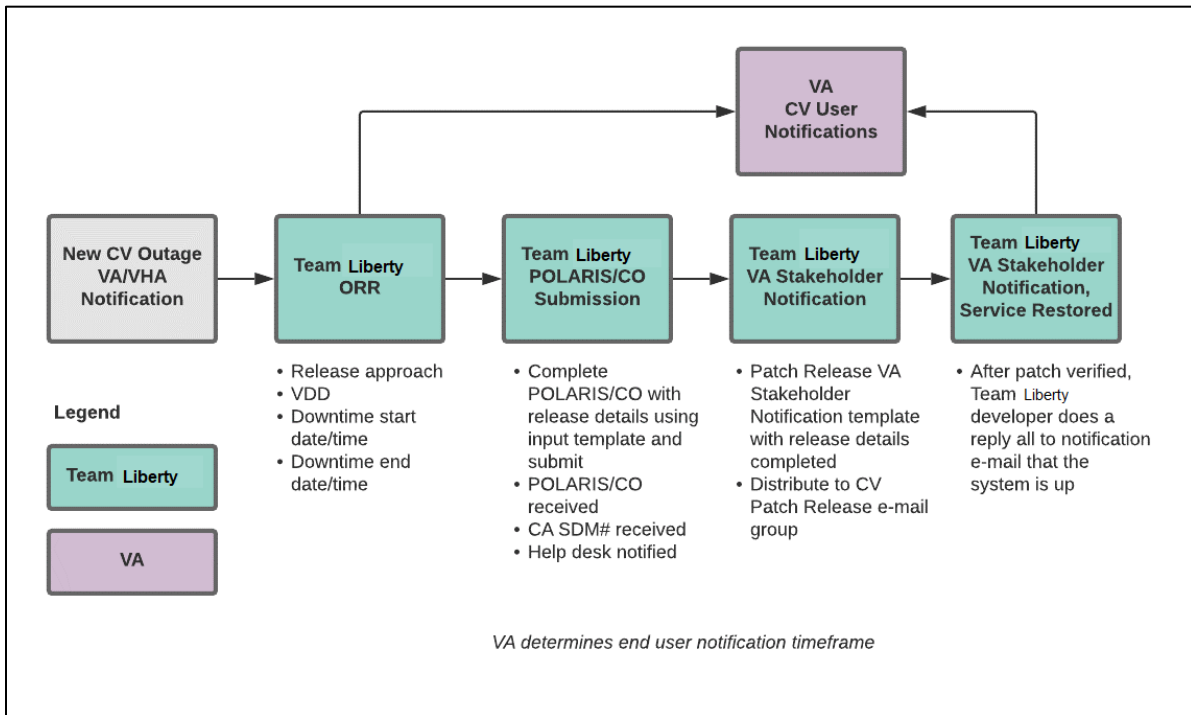 VA
CV User
Notifications
New CV Outage
VA/VHA
Notification
Team Liberty
ORR
Team Liberty
POLARIS/CO
Submission
Team Liberty
VA Stakeholder
Notification
Team Liberty
VA Stakeholder
Notification,
Service Restored
• Release approach
• VDD
• Downtime start
date/time
• Downtime end
date/time
• Complete
POLARIS/CO with
release details using
input template and
submit
• POLARIS/CO
received
• CA SDM# received
• Help desk notified
• Patch Release VA
Stakeholder
Notification template
with release details
completed
• Distribute to CV
Patch Release e-mail
group
• After patch verified,
Team Liberty
developer does a
reply all to notification
e-mail that the
system is up
Legend
Team Liberty
VA
VA determines end user notification timeframe